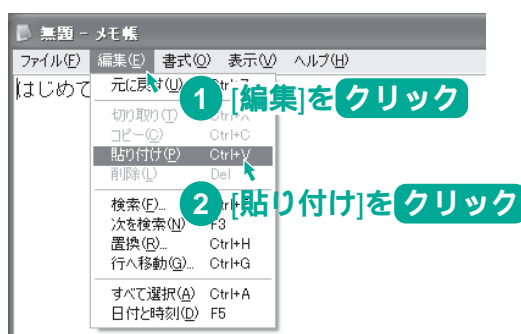 無題 - メモ帳
ファイル(F) 編集(E) 書式(O) 表示(V) ヘルプ(H)
はじめて
元に戻す(U)
1 [編集]を クリック
切り取り(T) Ctrl+X
コピー(C) Ctrl+C
貼り付け(P) Ctrl+V
削除(L) Del
2 [貼り付け]を クリック
検索(F)...
次を検索(N) F3
置換(R)... Ctrl+H
行へ移動(G)... Ctrl+G
すべて選択(A) Ctrl+A
日付と時刻(D) F5